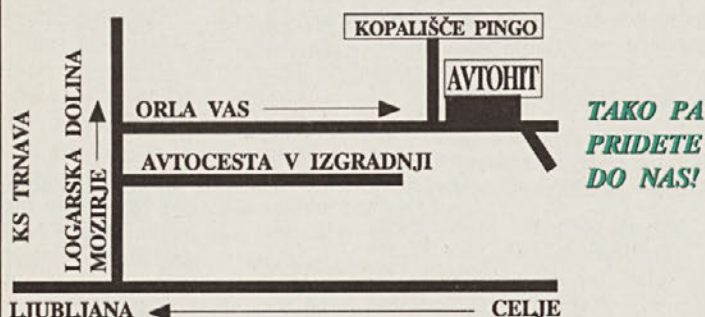 KOPALIŠČE PINGO
AVTOHIT
ORLA VAS
AVTOCESTA V IZGRADNJI
KS TRNAVA
LOGARSKA DOLINA
MOZIRJE
LJUBLJANA
CELJE
TAKO PA
PRIDETE
DO NAS!